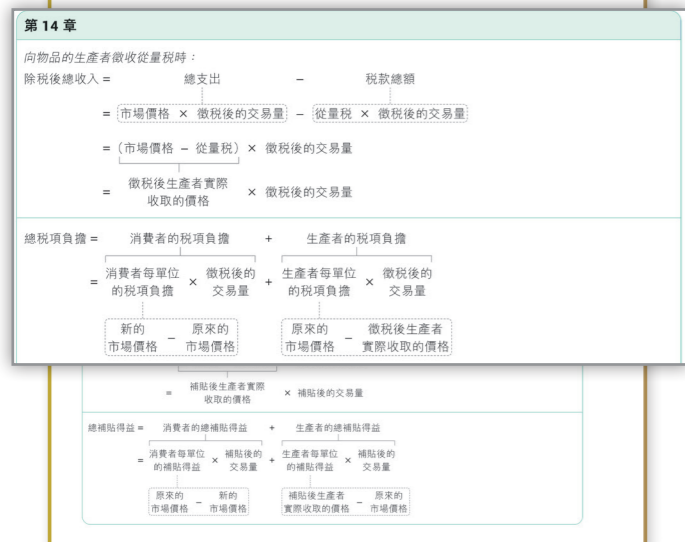 第 14 章
向物品的生產者徵收從量稅時：
除稅後總收入 = 總支出 − 稅款總額
= 市場價格 × 徵稅後的交易量 − 從量稅 × 徵稅後的交易量
= (市場價格 − 從量稅) × 徵稅後的交易量
= 徵稅後生產者實際 × 徵稅後的交易量
收取的價格
總稅項負擔 = 消費者的稅項負擔 + 生產者的稅項負擔
= 消費者每單位 × 徵稅後的 + 生產者每單位 × 徵稅後的
的稅項負擔 交易量 的稅項負擔 交易量
新的 − 原來的 原來的 − 徵稅後生產者
市場價格 市場價格 市場價格 實際收取的價格
= 補貼後生產者實際 × 補貼後的交易量
收取的價格
總補貼得益 = 消費者的總補貼得益 + 生產者的總補貼得益
= 消費者每單位 × 補貼後的 + 生產者每單位 × 補貼後的
的補貼得益 交易量 的補貼得益 交易量
原來的 − 新的 補貼後生產者 − 原來的
市場價格 市場價格 實際收取的價格 市場價格